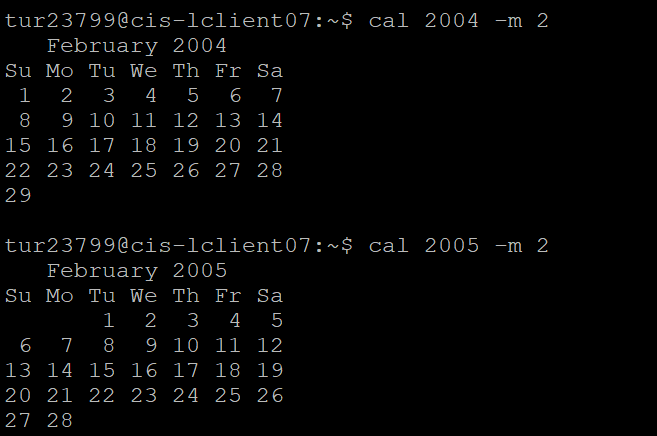 tur23799@cis-lclient07:~$ cal 2004 -m 2
   February 2004
Su Mo Tu We Th Fr Sa
 1  2  3  4  5  6  7
 8  9 10 11 12 13 14
15 16 17 18 19 20 21
22 23 24 25 26 27 28
29

tur23799@cis-lclient07:~$ cal 2005 -m 2
   February 2005
Su Mo Tu We Th Fr Sa
       1  2  3  4  5
 6  7  8  9 10 11 12
13 14 15 16 17 18 19
20 21 22 23 24 25 26
27 28